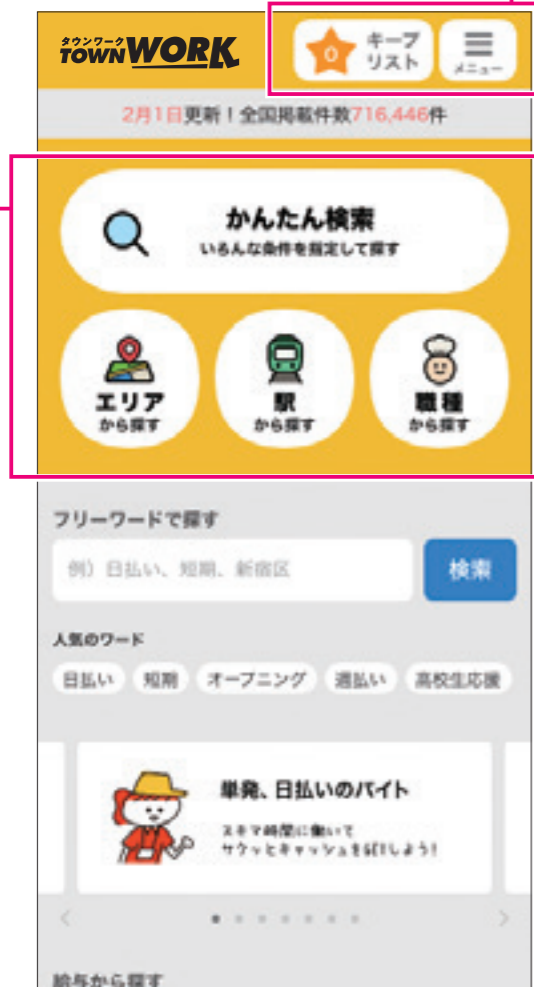 タウンワーク
TOWNWORK
0
キープ
リスト
メニュー
2月1日更新！全国掲載件数716,446件
かんたん検索
いろんな条件を指定して探す
エリア
から探す
駅
から探す
職種
から探す
フリーワードで探す
例）日払い、短期、新宿区
検索
人気のワード
日払い 短期 オープニング 週払い 高校生応援
単発、日払いのバイト
スキマ時間に働いて
サクッとキャッシュをGETしよう!
給与から探す